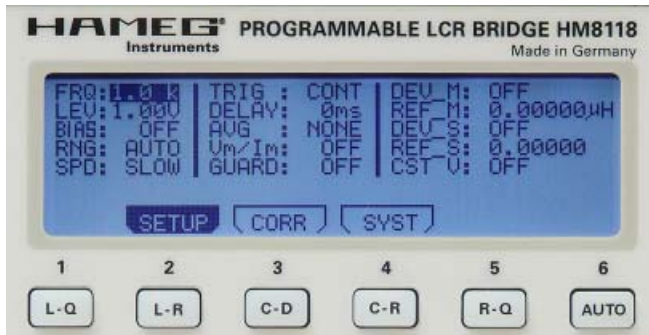 HAMEG® PROGRAMMABLE LCR BRIDGE HM8118
Instruments
Made in Germany
FRQ:1.0 k TRIG : CONT DEV_M: OFF
LEV:1.00V DELAY: 0ms REF_M: 0.00000µH
BIAS: OFF AVG : NONE DEV_S: OFF
RNG: AUTO Vm/Im: OFF REF_S: 0.00000
SPD: SLOW GUARD: OFF CST_V: OFF
SETUP CORR SYST
1 2 3 4 5 6
L-Q L-R C-D C-R R-Q AUTO